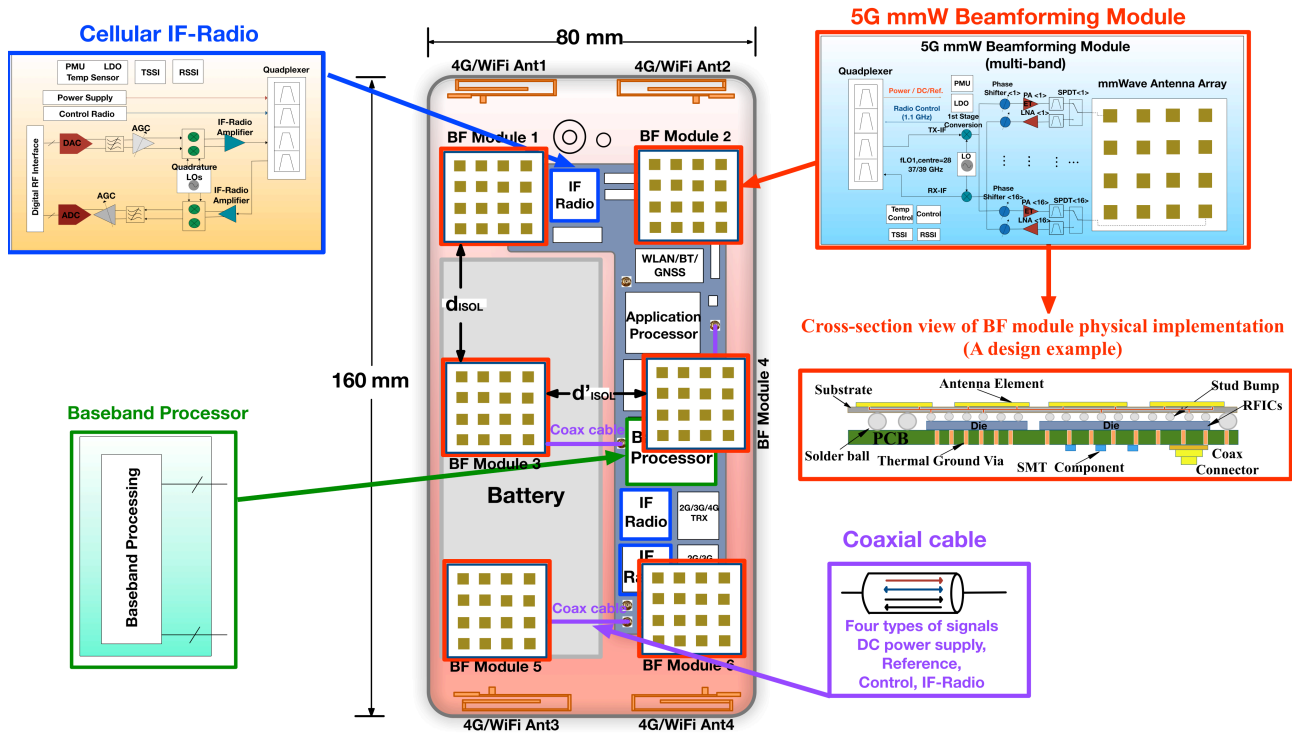 Cellular IF-Radio
PMU LDO
Temp Sensor
TSSI
RSSI
Quadplexer
Power Supply
Control Radio
Digital RF Interface
DAC
AGC
IF-Radio
Amplifier
Quadrature
LOs
ADC
AGC
IF-Radio
Amplifier
80 mm
160 mm
4G/WiFi Ant1
4G/WiFi Ant2
BF Module 1
BF Module 2
IF
Radio
WLAN/BT/
GNSS
dISOL
Application
Processor
d'ISOL
BF Module 4
Coax cable
BF Module 3
B
Processor
Battery
IF
Radio
2G/3G/4G
TRX
IF
Ra
2G/3G
Coax cable
BF Module 5
BF Module 6
4G/WiFi Ant3
4G/WiFi Ant4
5G mmW Beamforming Module
5G mmW Beamforming Module
(multi-band)
Quadplexer
Power / DC/Ref.
Radio Control
(1.1 GHz)
TX-IF
PMU
LDO
1st Stage
Conversion
LO
fLO1,centre=28
37/39 GHz
RX-IF
Temp
Control
Control
TSSI
RSSI
Phase
Shifter <1>
PA <1>
ET
LNA <1>
SPDT<1>
mmWave Antenna Array
Phase
Shifter<16>
PA <16>
ET
LNA <16>
SPDT<16>
Cross-section view of BF module physical implementation
(A design example)
Substrate
Antenna Element
Stud Bump
RFICs
Die
Die
PCB
Solder ball
Thermal Ground Via
SMT Component
Coax
Connector
Baseband Processor
Baseband Processing
Coaxial cable
Four types of signals
DC power supply,
Reference,
Control, IF-Radio